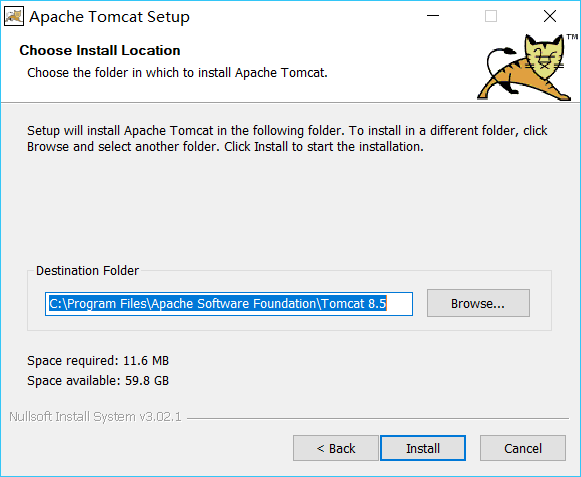 Apache Tomcat Setup
Choose Install Location
Choose the folder in which to install Apache Tomcat.
TM
Setup will install Apache Tomcat in the following folder. To install in a different folder, click
Browse and select another folder. Click Install to start the installation.
Destination Folder
C:\Program Files\Apache Software Foundation\Tomcat 8.5
Browse...
Space required: 11.6 MB
Space available: 59.8 GB
Nullsoft Install System v3.02.1
< Back
Install
Cancel